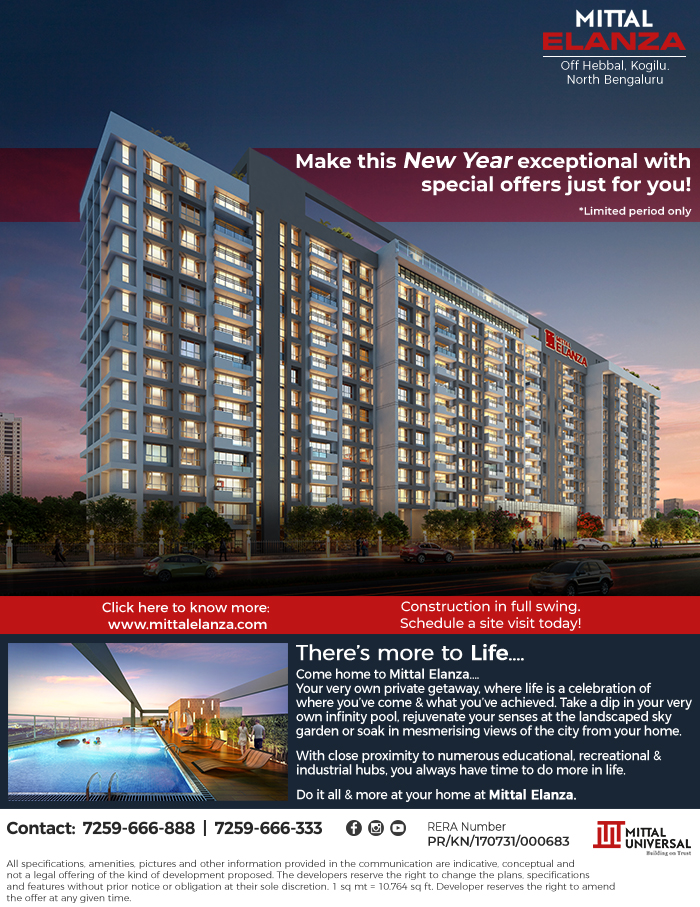 MITTAL
ELANZA
Off Hebbal, Kogilu.
North Bengaluru
Make this New Year exceptional with
special offers just for you!
*Limited period only
MITTAL
ELANZA
Click here to know more:
www.mittalelanza.com
Construction in full swing.
Schedule a site visit today!
There's more to Life....
Come home to Mittal Elanza....
Your very own private getaway, where life is a celebration of
where you've come & what you've achieved. Take a dip in your very
own infinity pool, rejuvenate your senses at the landscaped sky
garden or soak in mesmerising views of the city from your home.
With close proximity to numerous educational, recreational &
industrial hubs, you always have time to do more in life.
Do it all & more at your home at Mittal Elanza.
Contact: 7259-666-888 | 7259-666-333
RERA Number
PR/KN/170731/000683
MITTAL
UNIVERSAL
Building on Trust
All specifications, amenities, pictures and other information provided in the communication are indicative, conceptual and
not a legal offering of the kind of development proposed. The developers reserve the right to change the plans, specifications
and features without prior notice or obligation at their sole discretion. 1 sq mt = 10.764 sq ft. Developer reserves the right to amend
the offer at any given time.